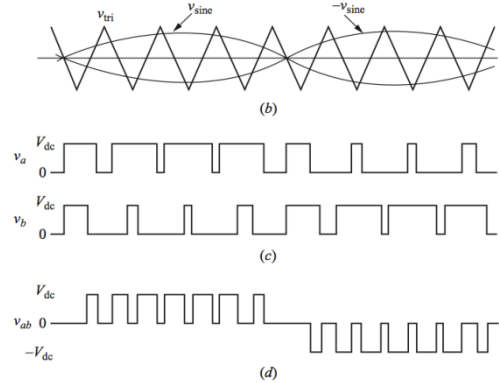 v_tri v_sine −v_sine
(b)
V_dc
v_a
0
V_dc
v_b
0
(c)
V_dc
v_ab 0
−V_dc
(d)